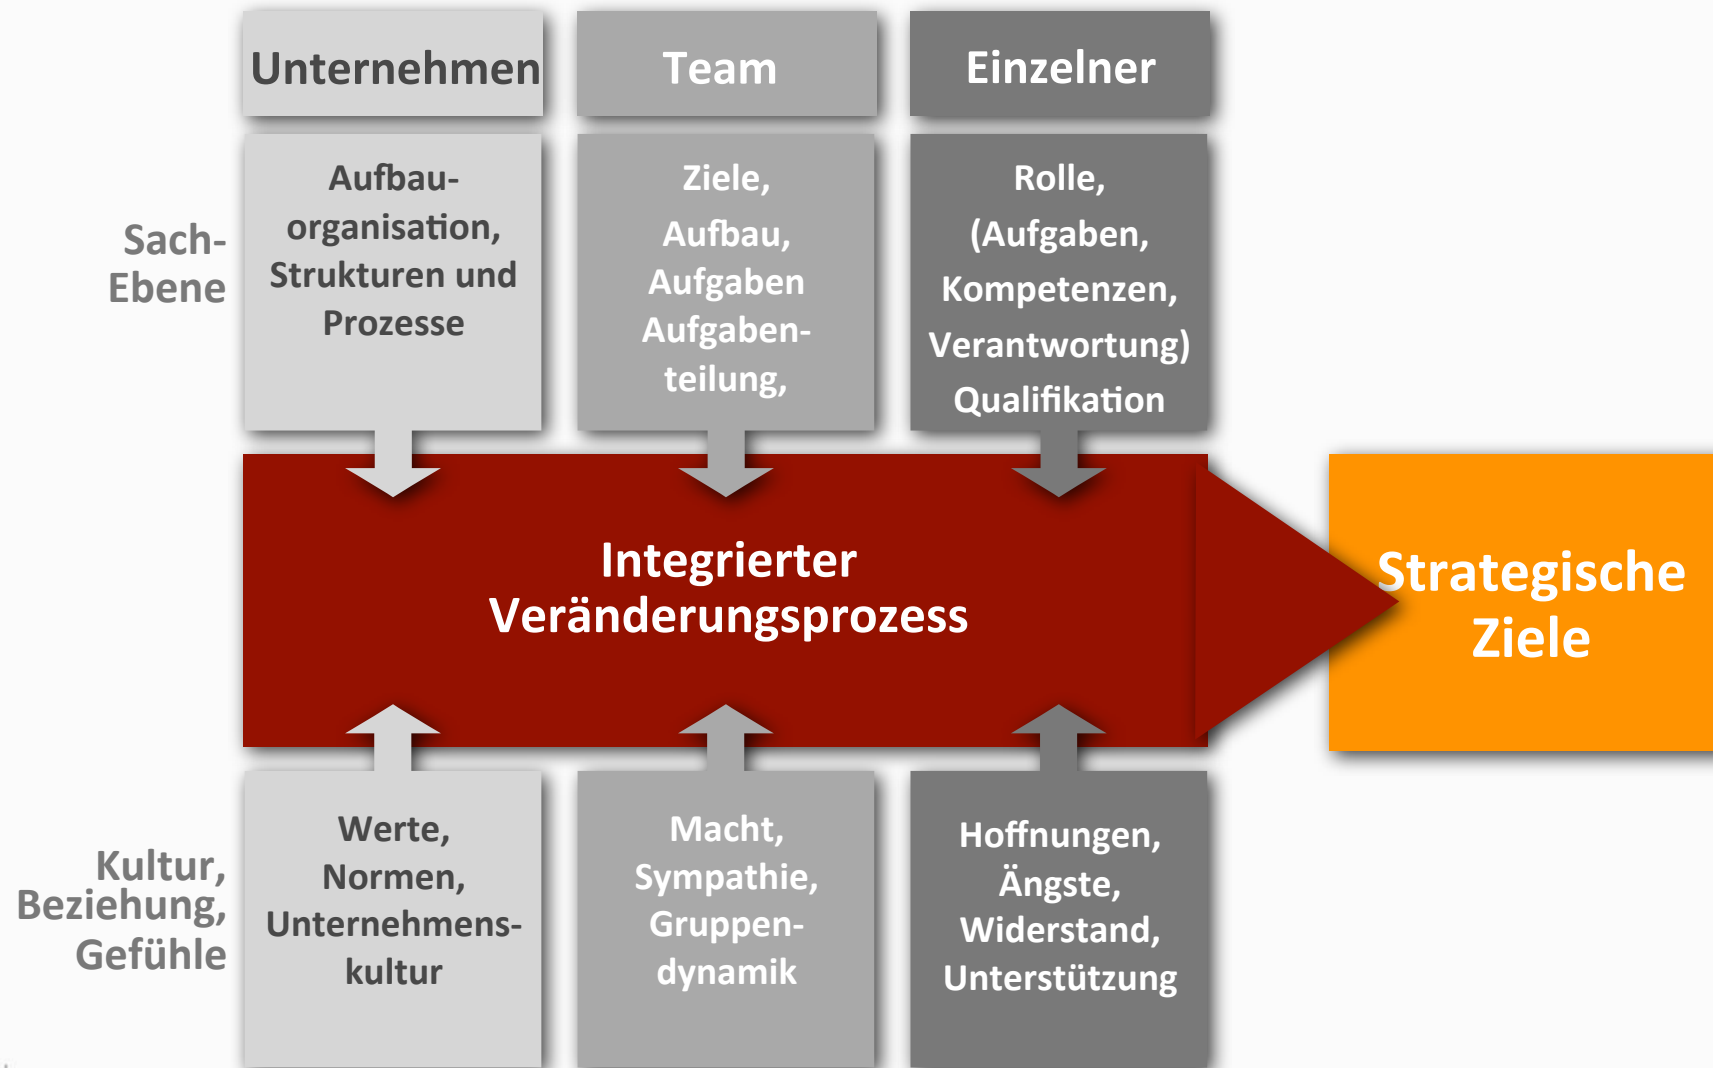 Unternehmen
Team
Einzelner
Sach-
Ebene
Aufbau-
organisation,
Strukturen und
Prozesse
Ziele,
Aufbau,
Aufgaben
Aufgaben-
teilung,
Rolle,
(Aufgaben,
Kompetenzen,
Verantwortung)
Qualifikation
Integrierter
Veränderungsprozess
Strategische
Ziele
Kultur,
Beziehung,
Gefühle
Werte,
Normen,
Unternehmens-
kultur
Macht,
Sympathie,
Gruppen-
dynamik
Hoffnungen,
Ängste,
Widerstand,
Unterstützung